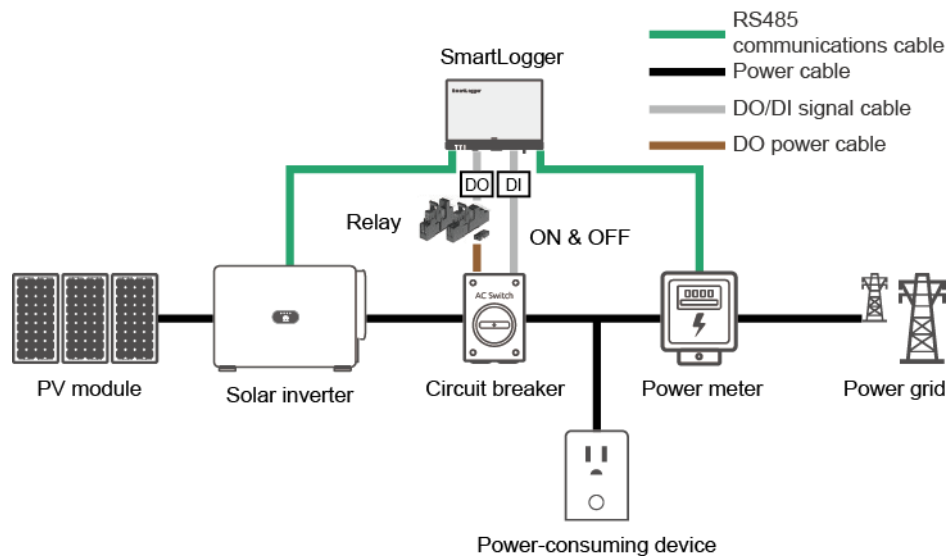 RS485
communications cable
SmartLogger
Power cable
SmartLogger
DO/DI signal cable
DO power cable
DO
DI
Relay
ON & OFF
AC Switch
PV module
Solar inverter
Circuit breaker
Power meter
Power grid
Power-consuming device